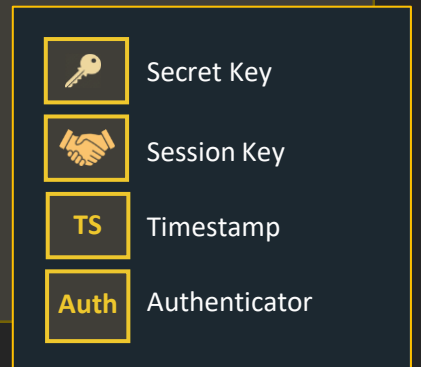 Secret Key
Session Key
TS Timestamp
Auth Authenticator